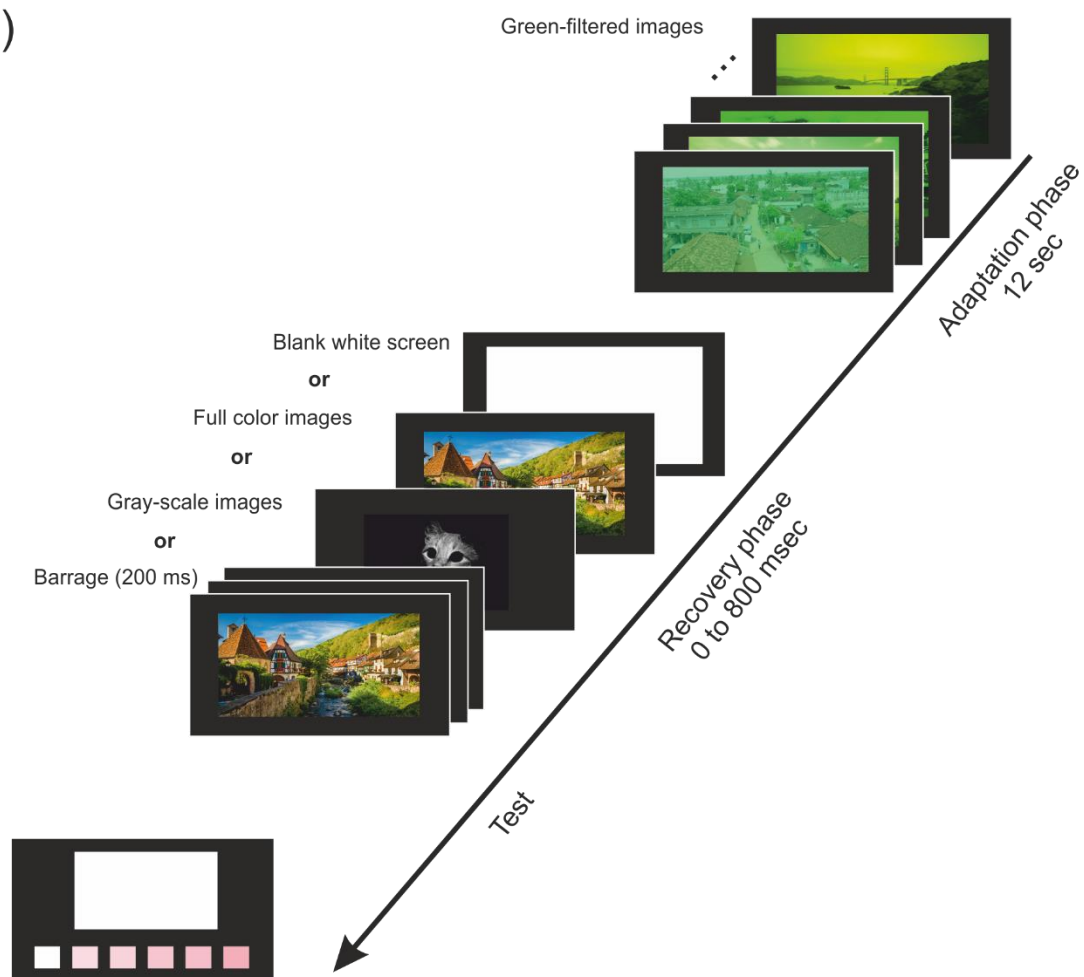 )
Green-filtered images
Adaptation phase
12 sec
Blank white screen
or
Full color images
or
Gray-scale images
or
Barrage (200 ms)
Recovery phase
0 to 800 msec
Test